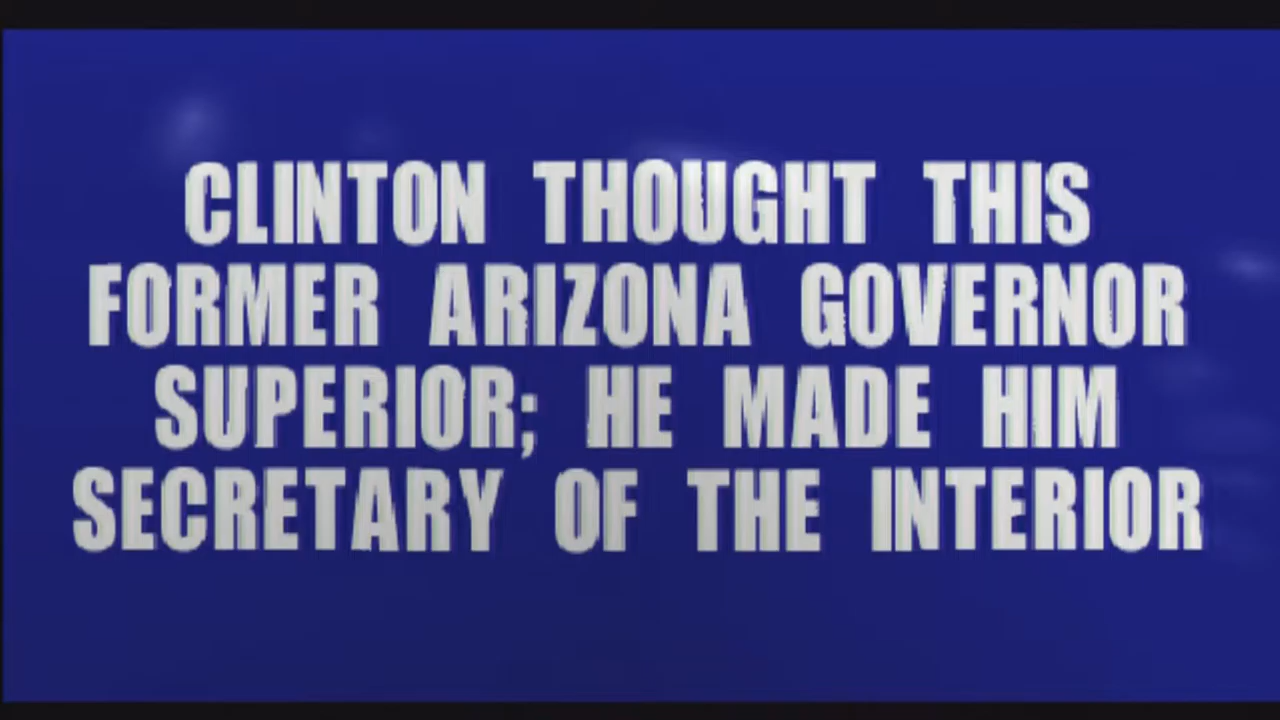 CLINTON THOUGHT THIS
FORMER ARIZONA GOVERNOR
SUPERIOR; HE MADE HIM
SECRETARY OF THE INTERIOR